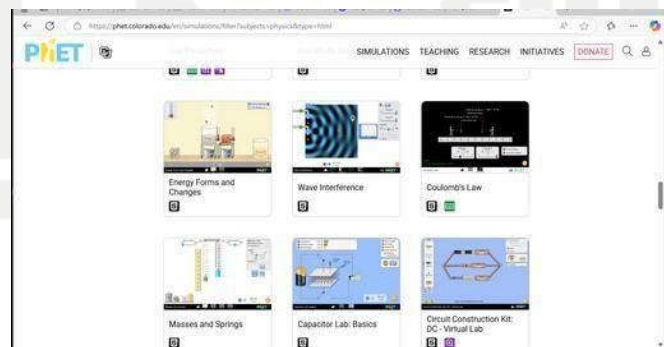 https://phet.colorado.edu/en/simulations/filter?subjects=physics&type=html
PhET
SIMULATIONS TEACHING RESEARCH INITIATIVES DONATE
Energy Forms and
Changes
Wave Interference
Coulomb's Law
Masses and Springs
Capacitor Lab: Basics
Circuit Construction Kit:
DC - Virtual Lab